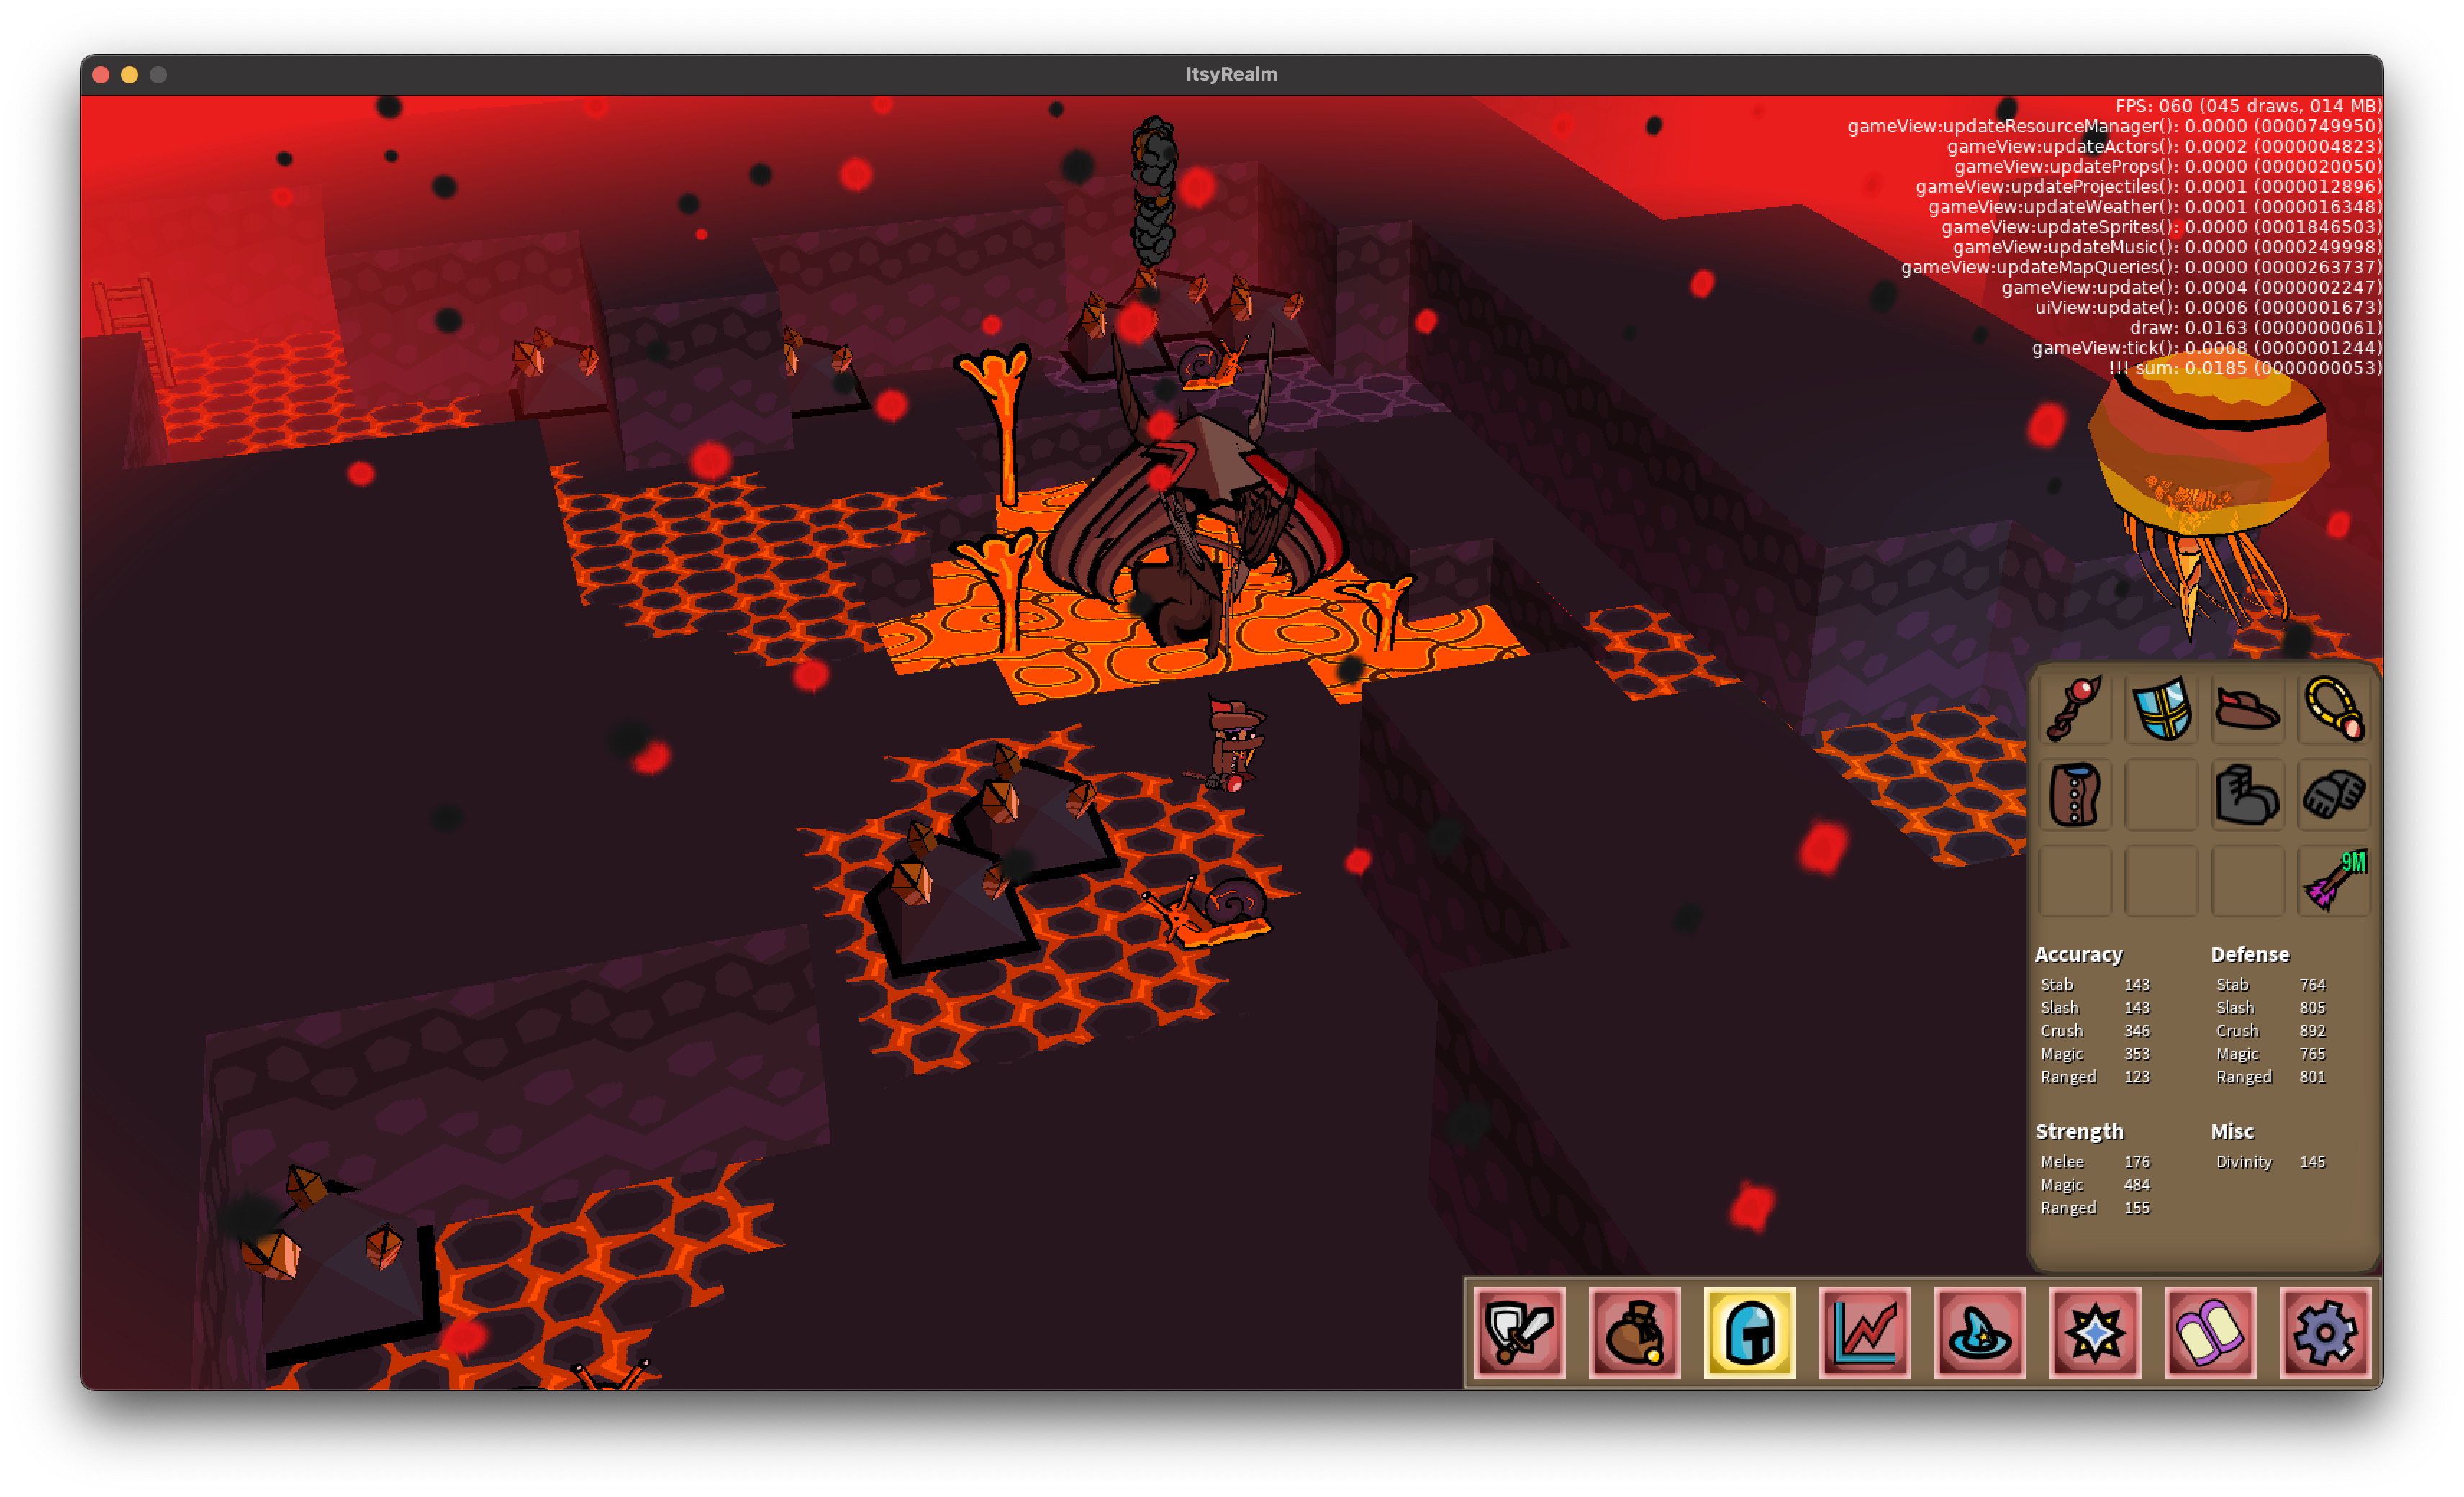 ItsyRealm
FPS: 060 (045 draws, 014 MB)
gameView:updateResourceManager(): 0.0000 (0000749950)
gameView:updateActors(): 0.0002 (0000004823)
gameView:updateProps(): 0.0000 (0000020050)
gameView:updateProjectiles(): 0.0001 (0000012896)
gameView:updateWeather(): 0.0001 (0000016348)
gameView:updateSprites(): 0.0000 (0001846503)
gameView:updateMusic(): 0.0000 (0000249998)
gameView:updateMapQueries(): 0.0000 (0000263737)
gameView:update(): 0.0004 (0000002247)
uiView:update(): 0.0006 (0000001673)
draw: 0.0163 (0000000061)
gameView:tick(): 0.0008 (0000001244)
!!! sum: 0.0185 (0000000053)
9M
Accuracy
Stab 143
Slash 143
Crush 346
Magic 353
Ranged 123
Defense
Stab 764
Slash 805
Crush 892
Magic 765
Ranged 801
Strength
Melee 176
Magic 484
Ranged 155
Misc
Divinity 145